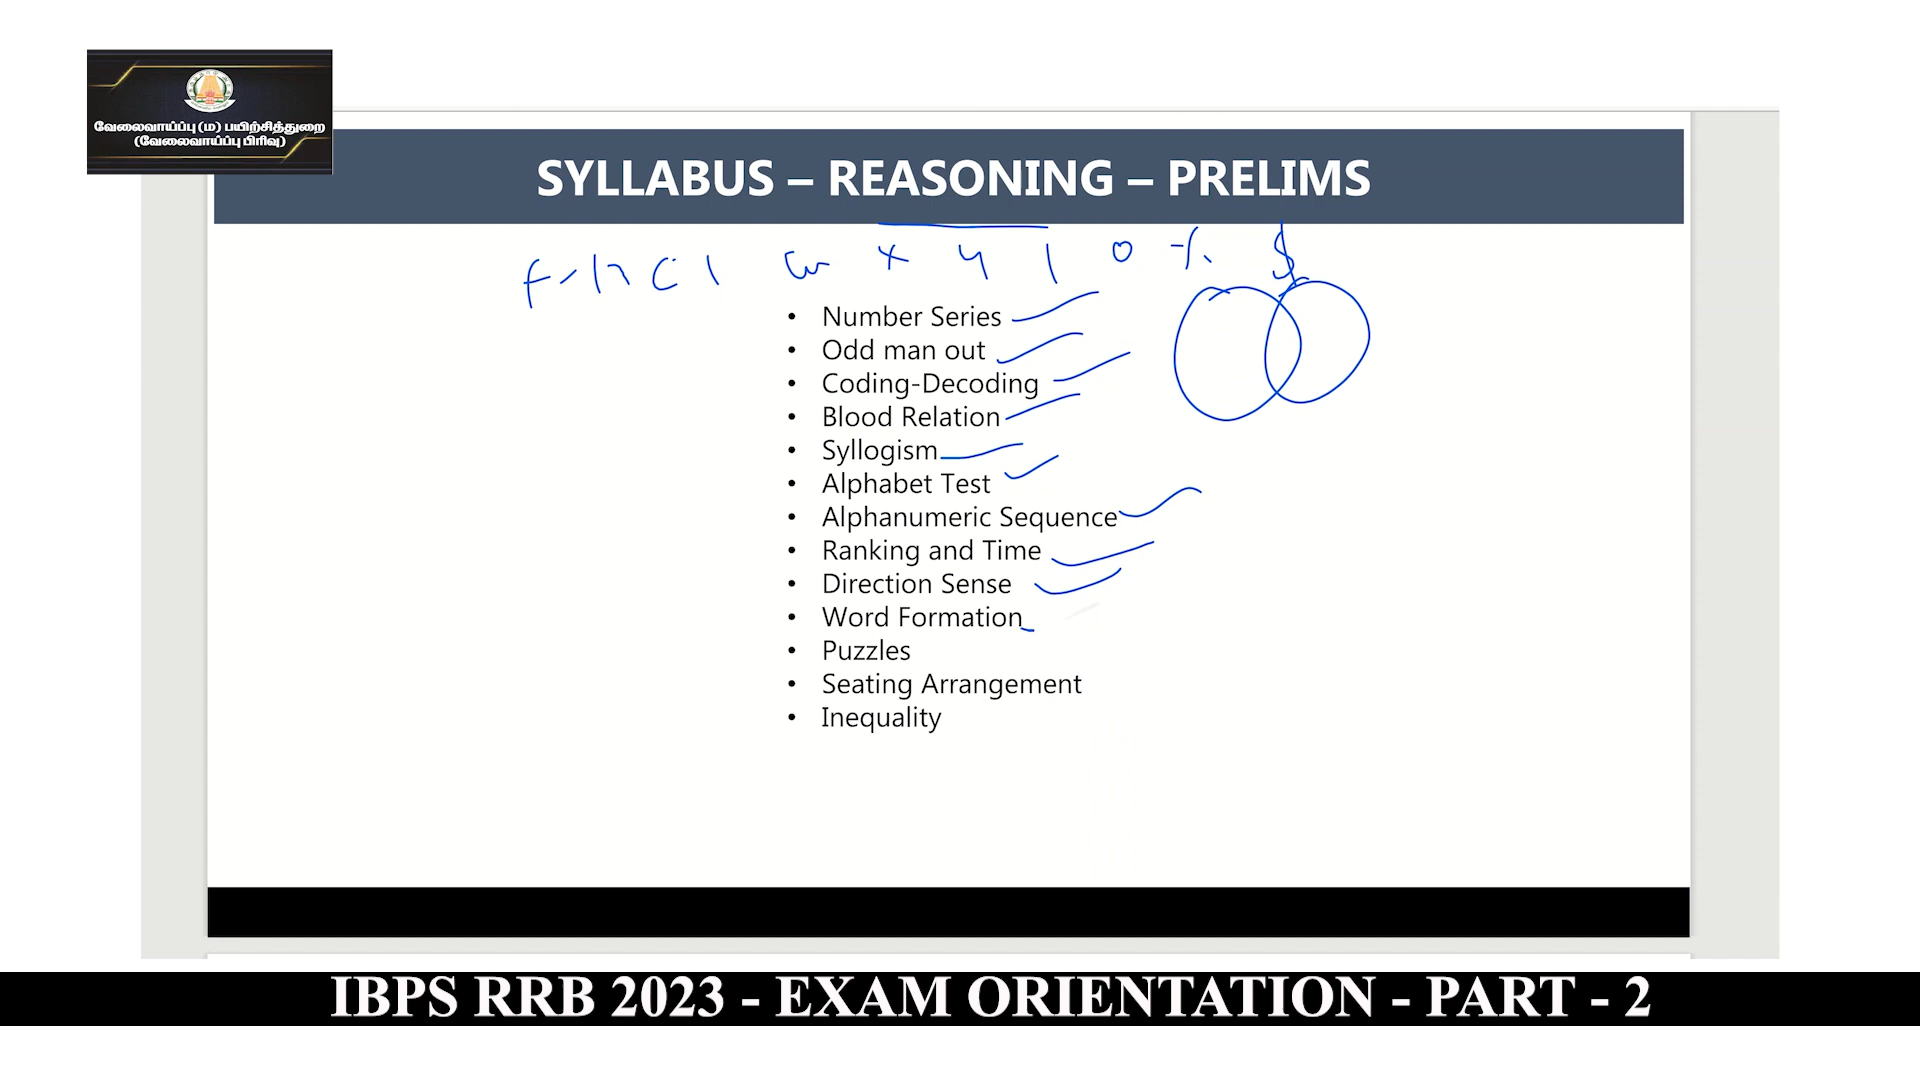 வேலைவாய்ப்பு (ம) பயிற்சித்துறை
(வேலைவாய்ப்பு பிரிவு)
SYLLABUS – REASONING – PRELIMS
• Number Series
• Odd man out
• Coding-Decoding
• Blood Relation
• Syllogism
• Alphabet Test
• Alphanumeric Sequence
• Ranking and Time
• Direction Sense
• Word Formation
• Puzzles
• Seating Arrangement
• Inequality
IBPS RRB 2023 - EXAM ORIENTATION - PART - 2